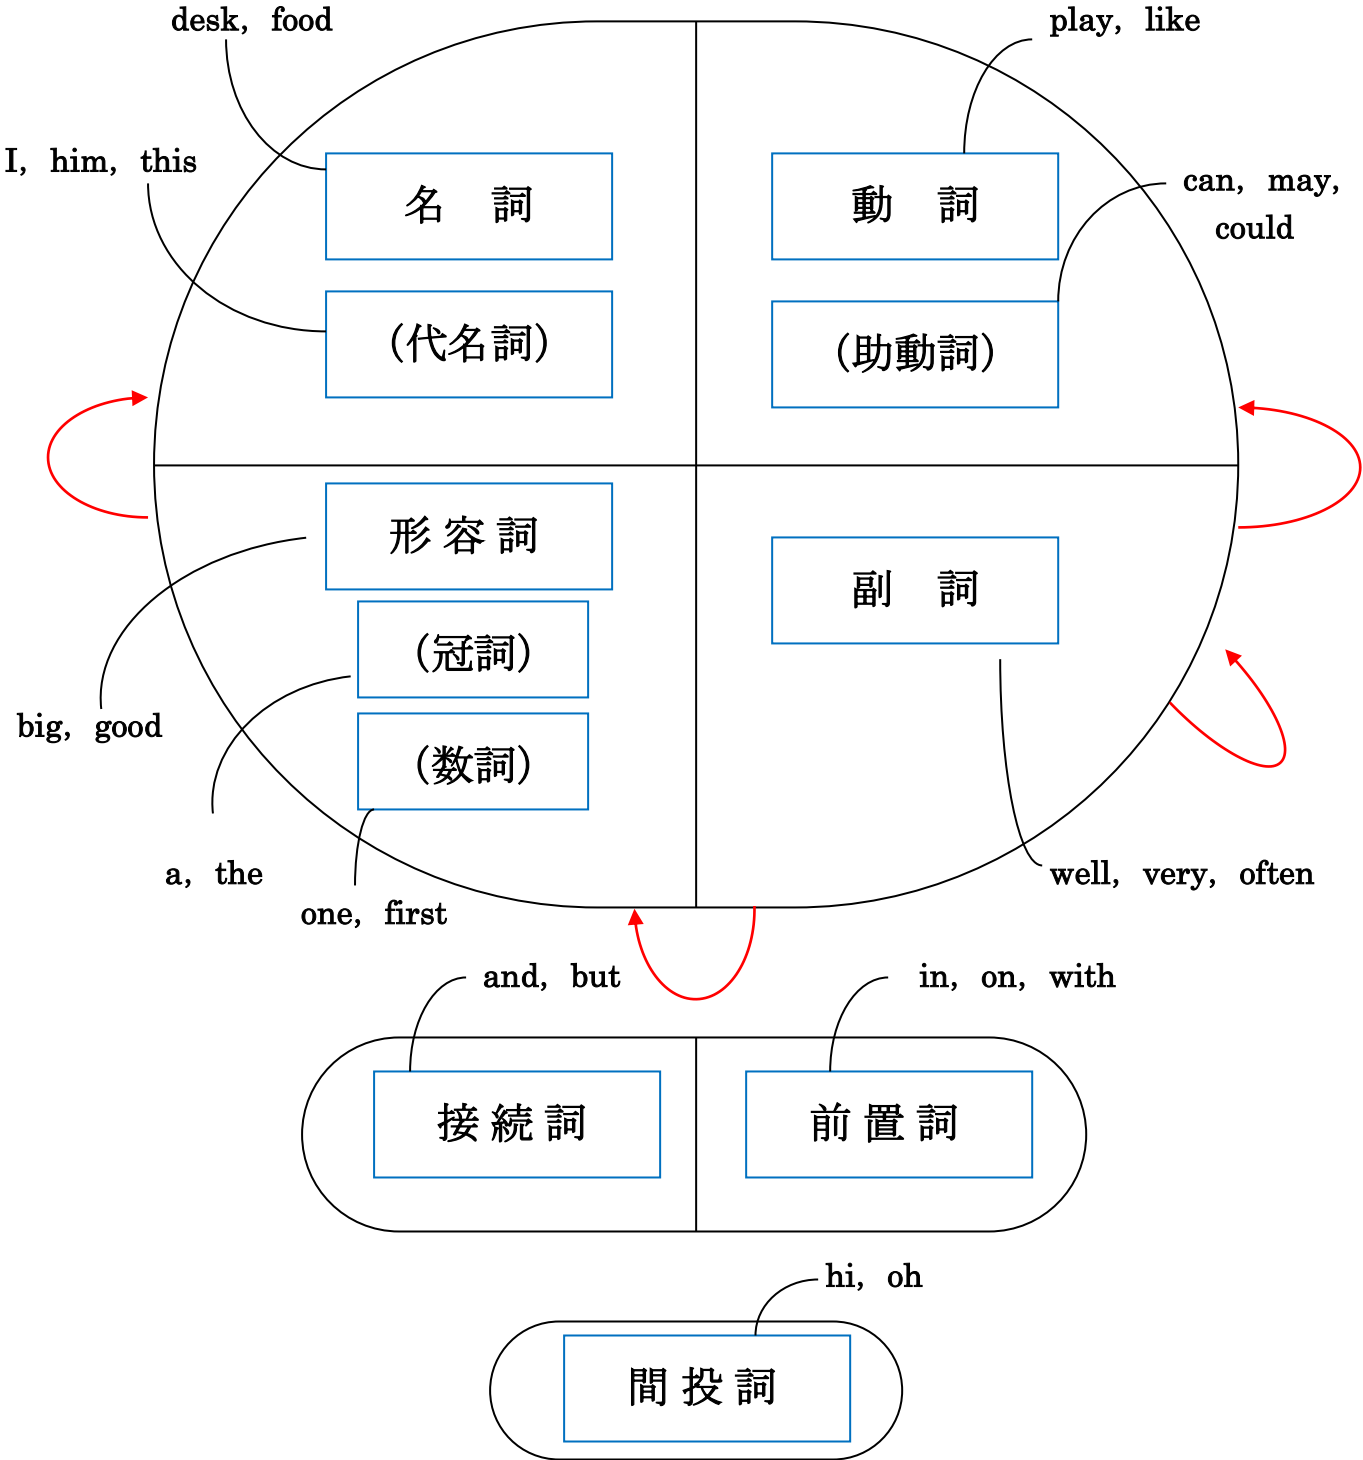 desk, food
play, like
I, him, this
can, may,
could
名　詞
動　詞
（代名詞）
（助動詞）
形 容 詞
副　詞
（冠詞）
big, good
（数詞）
a, the
well, very, often
one, first
and, but
in, on, with
接 続 詞
前 置 詞
hi, oh
間 投 詞